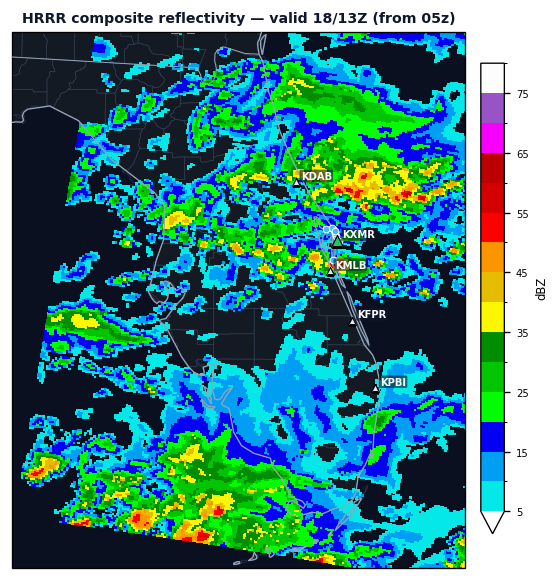 HRRR composite reflectivity — valid 18/13Z (from 05z)
KDAB
KXMR
KMLB
KFPR
KPBI
75
65
55
45
35
25
15
5
dBZ